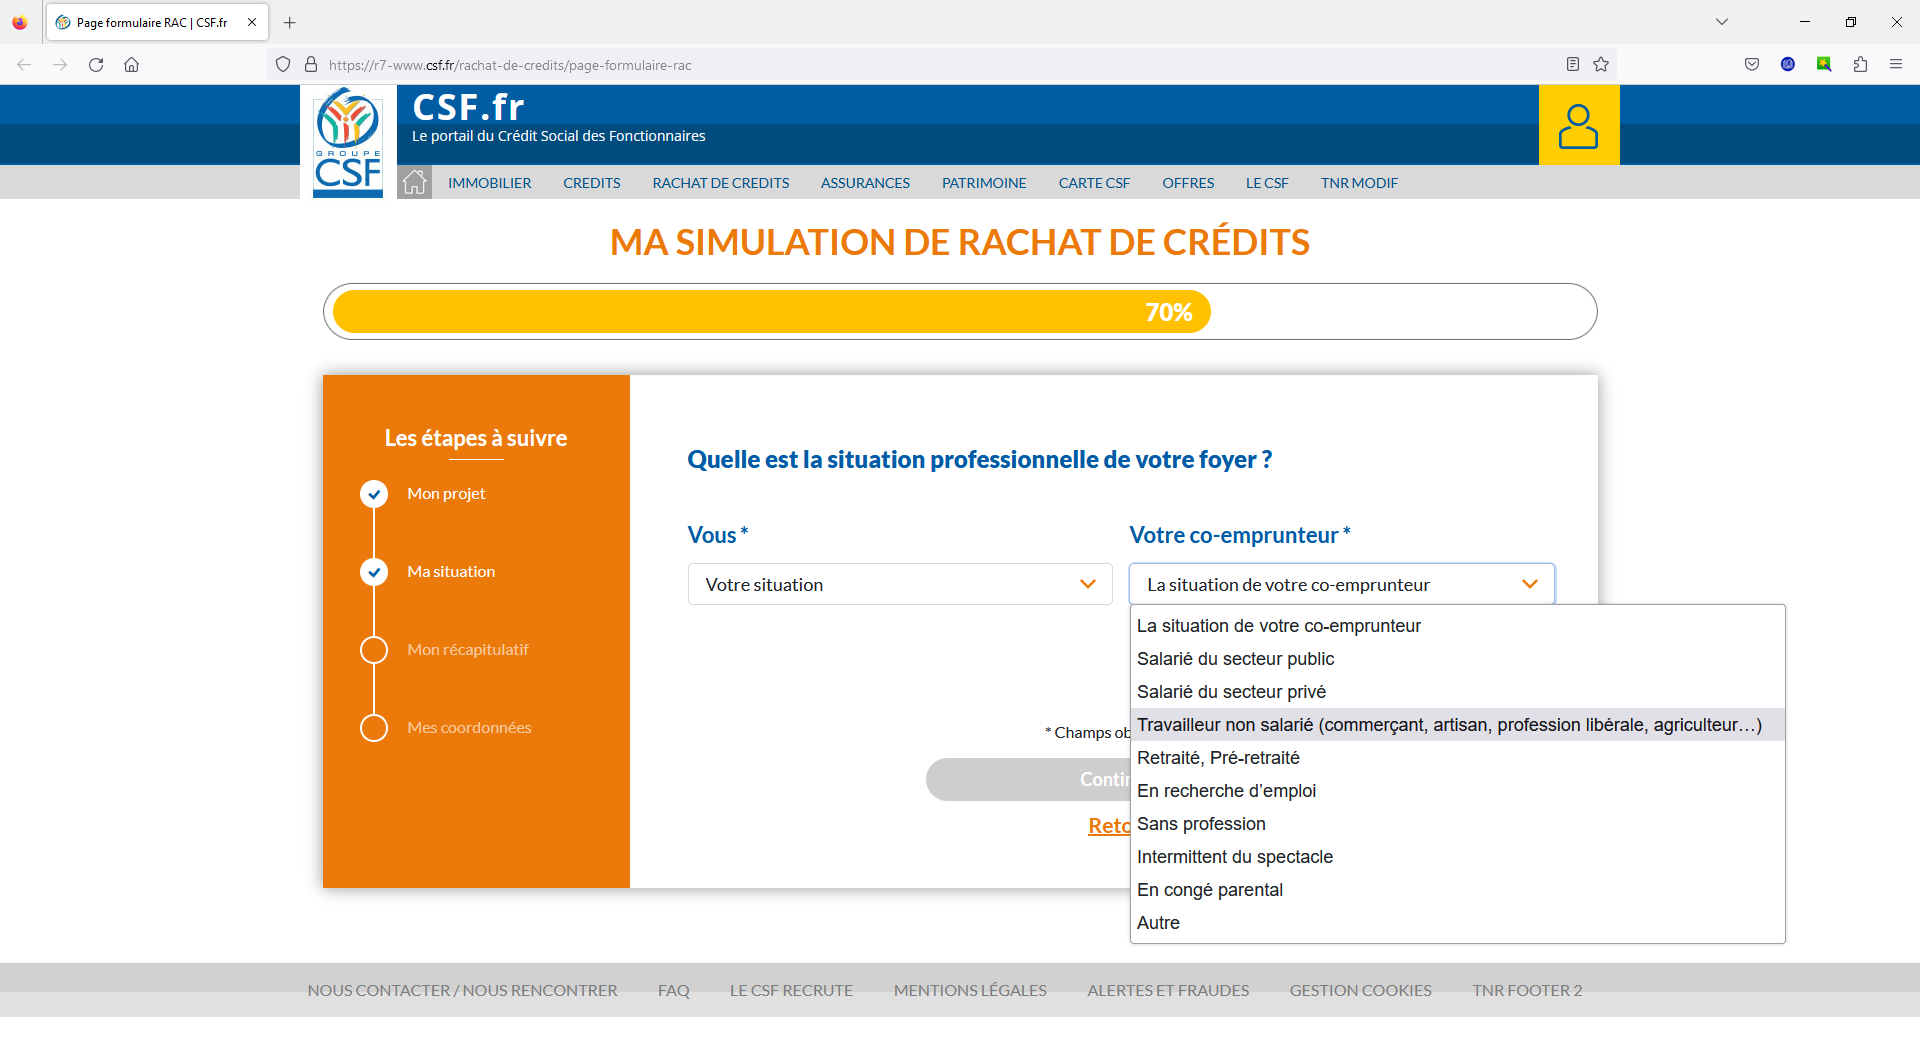 Page formulaire RAC | CSF.fr
https://r7-www.csf.fr/rachat-de-credits/page-formulaire-rac
GROUPE
CSF
CSF.fr
Le portail du Crédit Social des Fonctionnaires
IMMOBILIER CREDITS RACHAT DE CREDITS ASSURANCES PATRIMOINE CARTE CSF OFFRES LE CSF TNR MODIF
MA SIMULATION DE RACHAT DE CRÉDITS
70%
Les étapes à suivre
Mon projet
Ma situation
Mon récapitulatif
Mes coordonnées
Quelle est la situation professionnelle de votre foyer ?
Vous *
Votre situation
Votre co-emprunteur *
La situation de votre co-emprunteur
La situation de votre co-emprunteur
Salarié du secteur public
Salarié du secteur privé
Travailleur non salarié (commerçant, artisan, profession libérale, agriculteur…)
Retraité, Pré-retraité
En recherche d’emploi
Sans profession
Intermittent du spectacle
En congé parental
Autre
* Champs ob
Contin
Reto
NOUS CONTACTER / NOUS RENCONTRER FAQ LE CSF RECRUTE MENTIONS LÉGALES ALERTES ET FRAUDES GESTION COOKIES TNR FOOTER 2